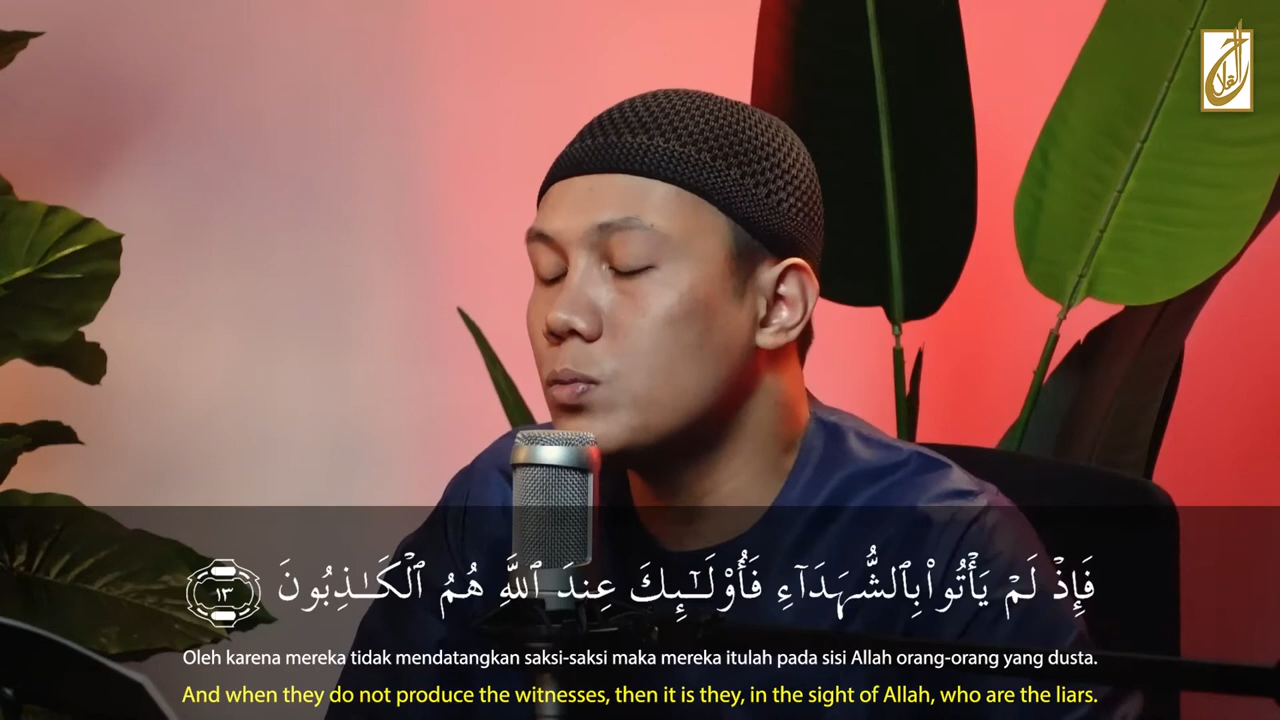 فَإِذْ لَمْ يَأْتُوا۟ بِٱلشُّهَدَآءِ فَأُو۟لَـٰٓئِكَ عِندَ ٱللَّهِ هُمُ ٱلْكَـٰذِبُونَ ١٣
Oleh karena mereka tidak mendatangkan saksi-saksi maka mereka itulah pada sisi Allah orang-orang yang dusta.
And when they do not produce the witnesses, then it is they, in the sight of Allah, who are the liars.